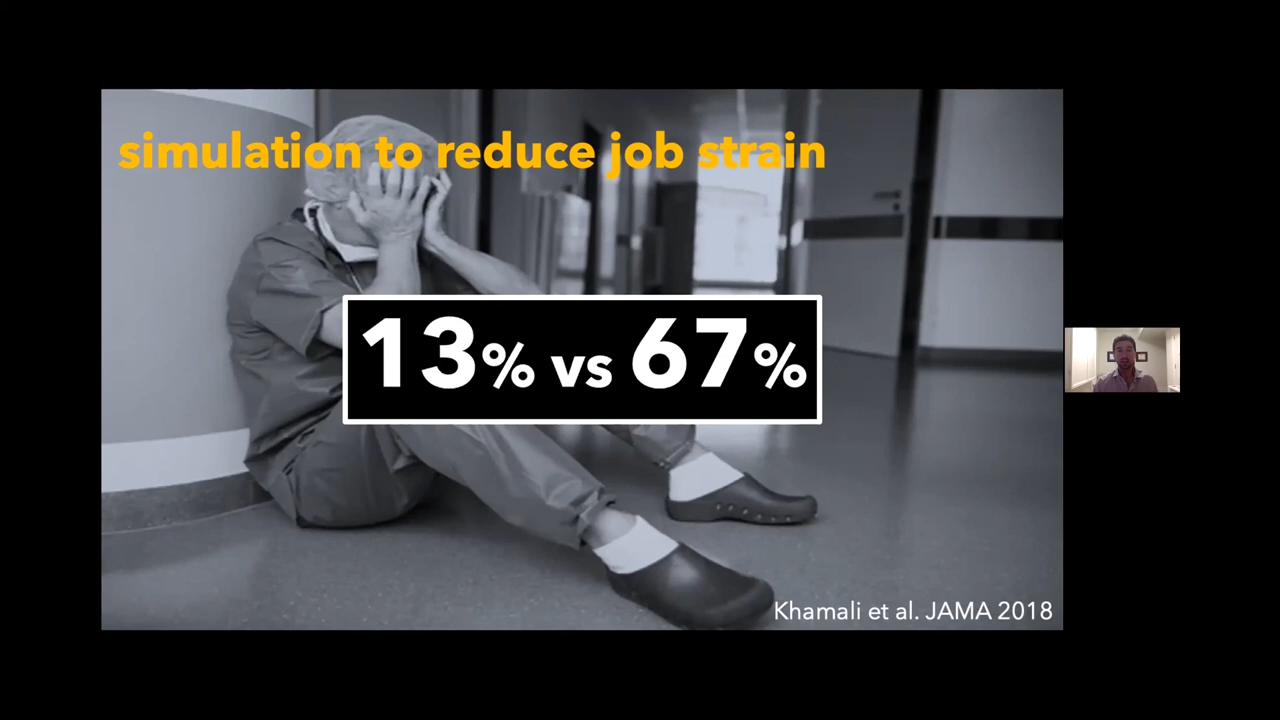 simulation to reduce job strain
13% vs 67%
Khamali et al. JAMA 2018